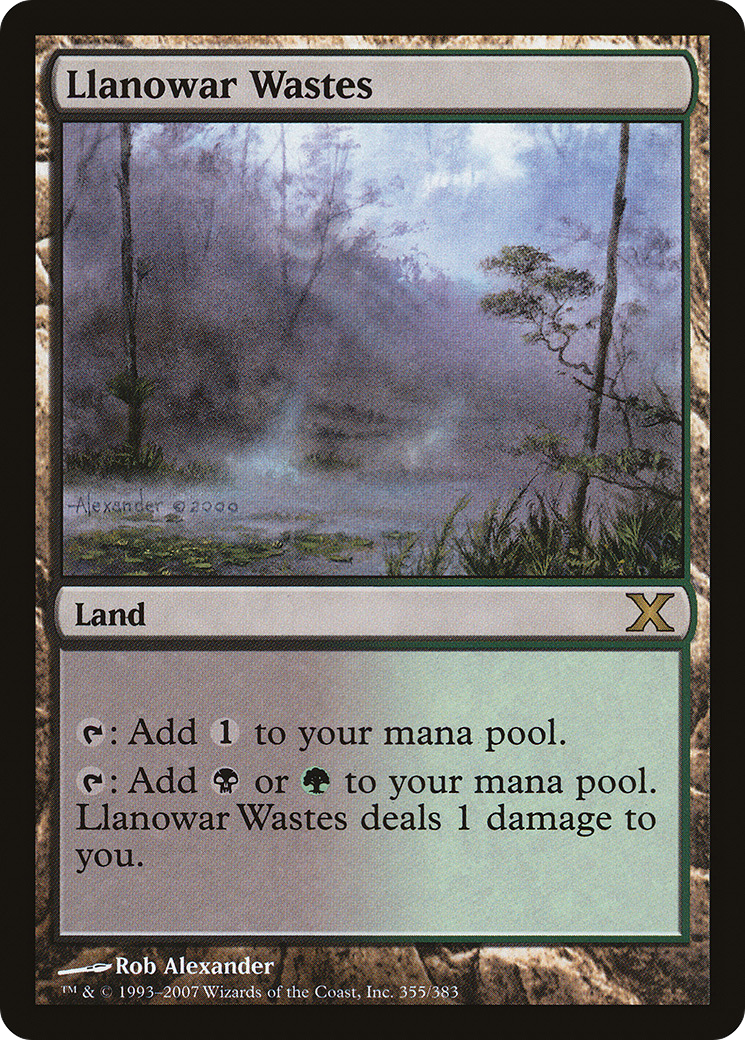 Llanowar Wastes
Alexander ©2000
Land
X
: Add 1 to your mana pool.
: Add or to your mana pool.
Llanowar Wastes deals 1 damage to
you.
Rob Alexander
™ & © 1993–2007 Wizards of the Coast, Inc. 355/383